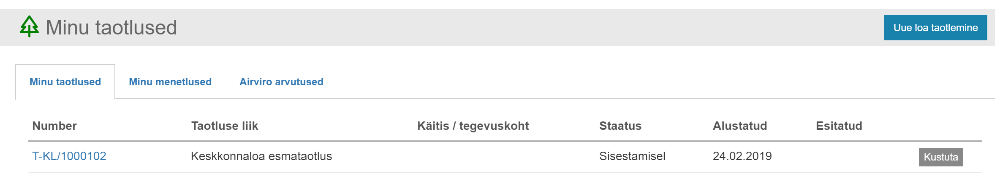 Minu taotlused
Uue loa taotlemine
Minu taotlused Minu menetlused Airviro arvutused
Number Taotluse liik Käitis / tegevuskoht Staatus Alustatud Esitatud
T-KL/1000102 Keskkonnaloa esmataotlus Sisestamisel 24.02.2019 Kustuta